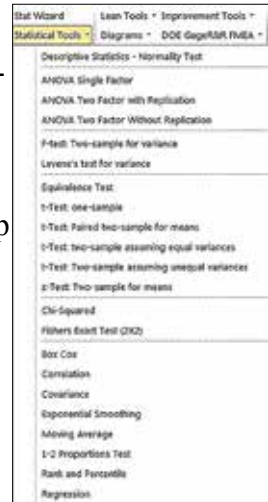 Stat Wizard Lean Tools Improvement Tools
Statistical Tools Diagrams DOE GageR&R FMEA
Descriptive Statistics - Normality Test
ANOVA Single Factor
ANOVA Two Factor with Replication
ANOVA Two Factor Without Replication
F-test: Two-sample for variance
Levene's test for variance
Equivalence Test
t-Test: one-sample
t-Test: Paired two-sample for means
t-Test: two-sample assuming equal variances
t-Test: Two-sample assuming unequal variances
z-Test: Two-sample for means
Chi-Squared
Fishers Exact Test (2X2)
Box Cox
Correlation
Covariance
Exponential Smoothing
Moving Average
1-2 Proportions Test
Rank and Percentile
Regression
p